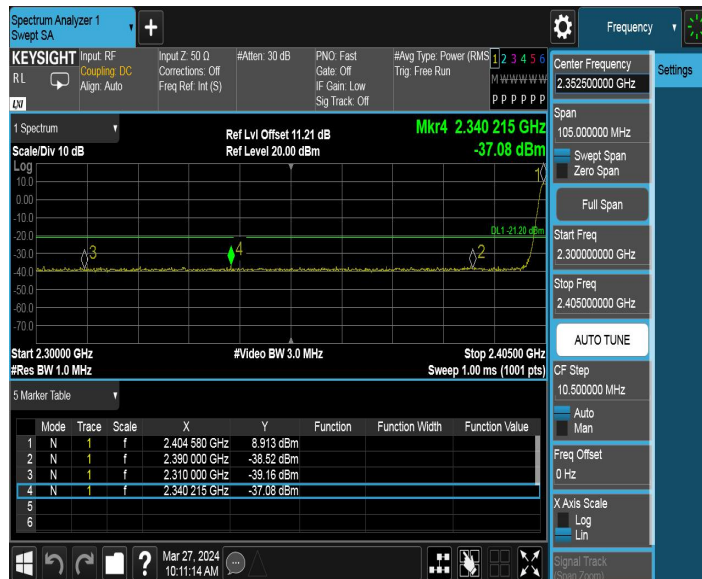 Spectrum Analyzer 1
Swept SA
+
Frequency
KEYSIGHT
RL
LXI
Input: RF
Coupling: DC
Align: Auto
Input Z: 50 Ω
Corrections: Off
Freq Ref: Int (S)
#Atten: 30 dB
PNO: Fast
Gate: Off
IF Gain: Low
Sig Track: Off
#Avg Type: Power (RMS
Trig: Free Run
1 2 3 4 5 6
M W W W W W
P P P P P P
1 Spectrum
Scale/Div 10 dB
Ref Lvl Offset 11.21 dB
Ref Level 20.00 dBm
Mkr4 2.340 215 GHz
-37.08 dBm
Log
10.0
0.00
-10.0
-20.0
-30.0
-40.0
-50.0
-60.0
-70.0
1
DL1 -21.20 dBm
3
4
2
Start 2.30000 GHz
#Video BW 3.0 MHz
Stop 2.40500 GHz
#Res BW 1.0 MHz
Sweep 1.00 ms (1001 pts)
5 Marker Table
Mode Trace Scale X Y Function Function Width Function Value
1 N 1 f 2.404 580 GHz 8.913 dBm
2 N 1 f 2.390 000 GHz -38.52 dBm
3 N 1 f 2.310 000 GHz -39.16 dBm
4 N 1 f 2.340 215 GHz -37.08 dBm
5
6
?
Mar 27, 2024
10:11:14 AM
Center Frequency
2.352500000 GHz
Settings
Span
105.000000 MHz
Swept Span
Zero Span
Full Span
Start Freq
2.300000000 GHz
Stop Freq
2.405000000 GHz
AUTO TUNE
CF Step
10.500000 MHz
Auto
Man
Freq Offset
0 Hz
X Axis Scale
Log
Lin
Signal Track
(Span Zoom)